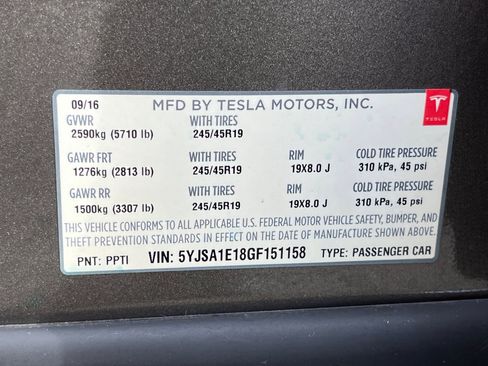 09/16 MFD BY TESLA MOTORS, INC.
TESLA
GVWR WITH TIRES
2590kg (5710 lb) 245/45R19
GAWR FRT WITH TIRES RIM COLD TIRE PRESSURE
1276kg (2813 lb) 245/45R19 19X8.0 J 310 kPa, 45 psi
GAWR RR WITH TIRES RIM COLD TIRE PRESSURE
1500kg (3307 lb) 245/45R19 19X8.0 J 310 kPa, 45 psi
THIS VEHICLE CONFORMS TO ALL APPLICABLE U.S. FEDERAL MOTOR VEHICLE SAFETY, BUMPER, AND
THEFT PREVENTION STANDARDS IN EFFECT ON THE DATE OF MANUFACTURE SHOWN ABOVE.
PNT: PPTI VIN: 5YJSA1E18GF151158 TYPE: PASSENGER CAR